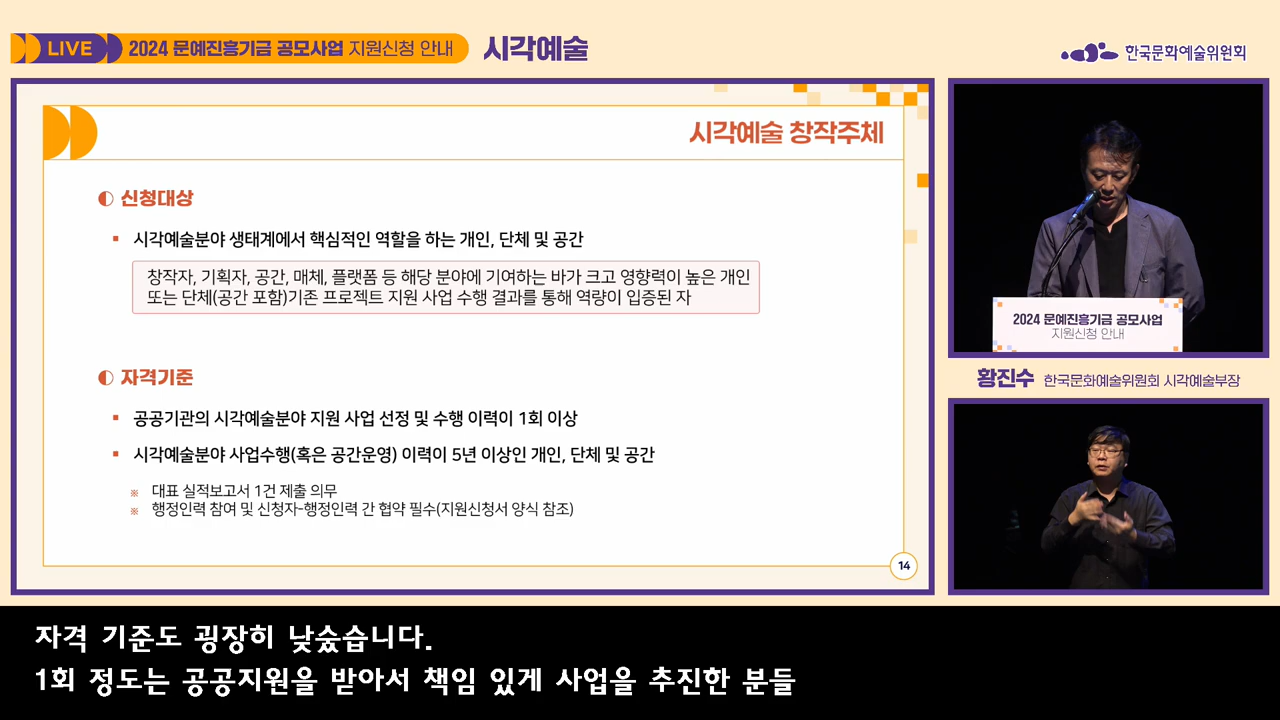 LIVE 2024 문예진흥기금 공모사업 지원신청 안내 시각예술
한국문화예술위원회
시각예술 창작주체
신청대상
시각예술분야 생태계에서 핵심적인 역할을 하는 개인, 단체 및 공간
창작자, 기획자, 공간, 매체, 플랫폼 등 해당 분야에 기여하는 바가 크고 영향력이 높은 개인
또는 단체(공간 포함)기존 프로젝트 지원 사업 수행 결과를 통해 역량이 입증된 자
자격기준
공공기관의 시각예술분야 지원 사업 선정 및 수행 이력이 1회 이상
시각예술분야 사업수행(혹은 공간운영) 이력이 5년 이상인 개인, 단체 및 공간
※ 대표 실적보고서 1건 제출 의무
※ 행정인력 참여 및 신청자-행정인력 간 협약 필수(지원신청서 양식 참조)
14
2024 문예진흥기금 공모사업
지원신청 안내
황진수 한국문화예술위원회 시각예술부장
자격 기준도 굉장히 낮췄습니다.
1회 정도는 공공지원을 받아서 책임 있게 사업을 추진한 분들